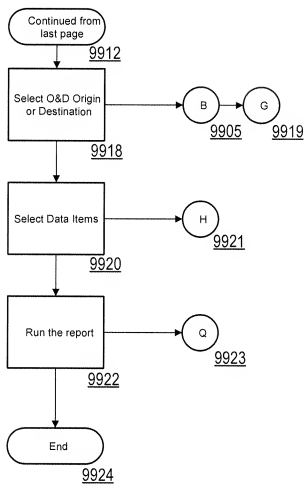 Continued from
last page
9912
Select O&D Origin
or Destination
B
G
9905
9919
9918
Select Data Items
H
9921
9920
Run the report
Q
9923
9922
End
9924